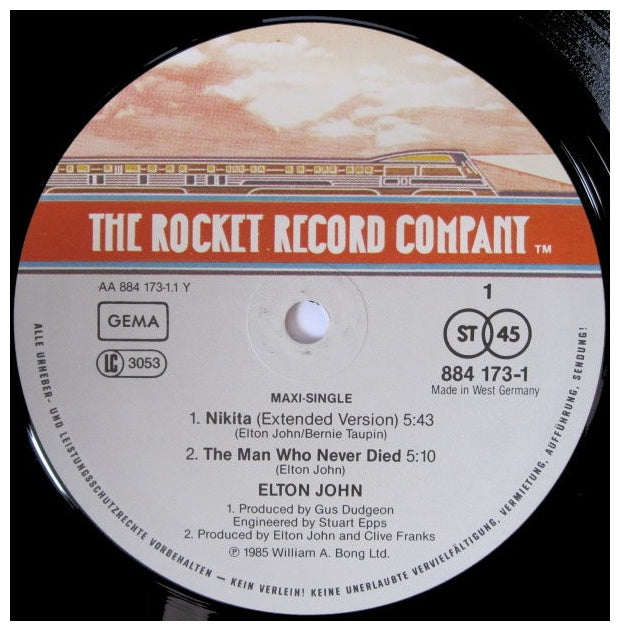 THE ROCKET RECORD COMPANY TM
AA 884 173-1.1 Y
GEMA
LC 3053
1
ST 45
884 173-1
Made in West Germany
MAXI-SINGLE
1. Nikita (Extended Version) 5:43
(Elton John/Bernie Taupin)
2. The Man Who Never Died 5:10
(Elton John)
ELTON JOHN
1. Produced by Gus Dudgeon
Engineered by Stuart Epps
2. Produced by Elton John and Clive Franks
℗ 1985 William A. Bong Ltd.
ALLE URHEBER- UND LEISTUNGSSCHUTZRECHTE VORBEHALTEN – KEIN VERLEIH! KEINE UNERLAUBTE VERVIELFÄLTIGUNG, VERMIETUNG, AUFFÜHRUNG, SENDUNG!